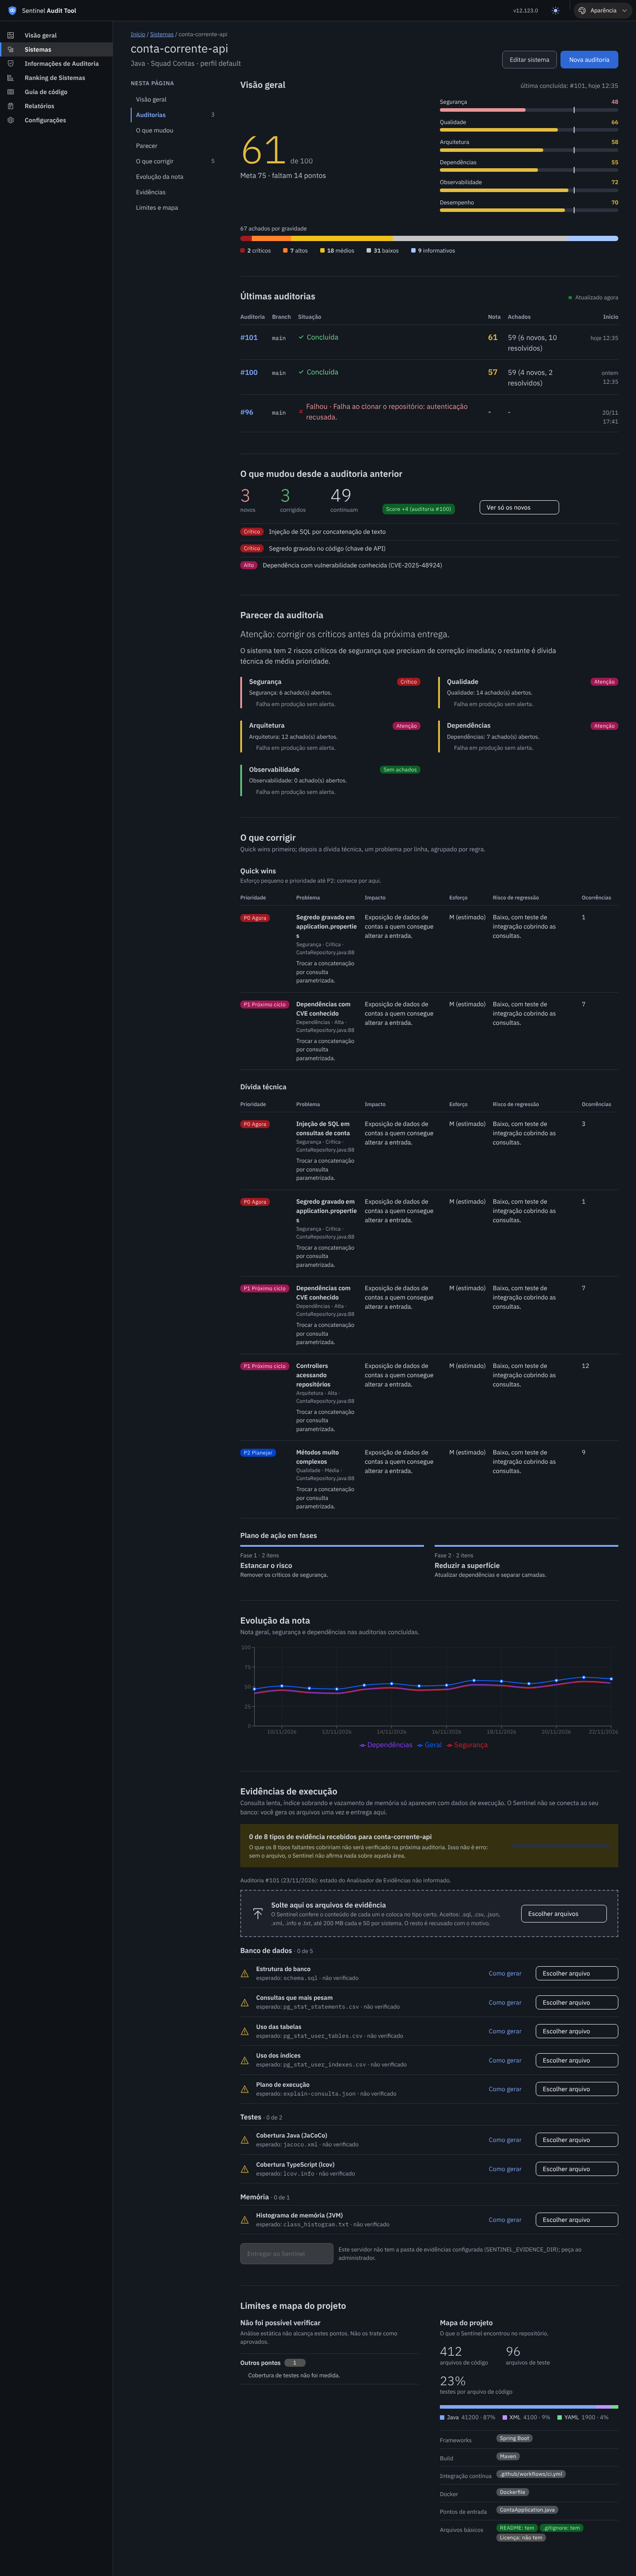 Sentinel Audit Tool
v12.123.0
Aparência
Visão geral
Sistemas
Informações de Auditoria
Ranking de Sistemas
Guia de código
Relatórios
Configurações
Início / Sistemas / conta-corrente-api
conta-corrente-api
Java · Squad Contas · perfil default
Editar sistema
Nova auditoria
NESTA PÁGINA
Visão geral
Auditorias 3
O que mudou
Parecer
O que corrigir 5
Evolução da nota
Evidências
Limites e mapa
Visão geral
última concluída: #101, hoje 12:35
61 de 100
Meta 75 · faltam 14 pontos
Segurança 48
Qualidade 66
Arquitetura 58
Dependências 55
Observabilidade 72
Desempenho 70
67 achados por gravidade
2 críticos 7 altos 18 médios 31 baixos 9 informativos
Últimas auditorias
Atualizado agora
Auditoria Branch Situação Nota Achados Início
#101 main Concluída 61 59 (6 novos, 10 resolvidos) hoje 12:35
#100 main Concluída 57 59 (4 novos, 2 resolvidos) ontem 12:35
#96 main Falhou · Falha ao clonar o repositório: autenticação recusada. - - 20/11 17:41
O que mudou desde a auditoria anterior
3 novos
3 corrigidos
49 continuam
Score +4 (auditoria #100)
Ver só os novos
Crítico Injeção de SQL por concatenação de texto
Crítico Segredo gravado no código (chave de API)
Alto Dependência com vulnerabilidade conhecida (CVE-2025-48924)
Parecer da auditoria
Atenção: corrigir os críticos antes da próxima entrega.
O sistema tem 2 riscos críticos de segurança que precisam de correção imediata; o restante é dívida
técnica de média prioridade.
Segurança Crítico
Segurança: 6 achado(s) abertos.
Falha em produção sem alerta.
Qualidade Atenção
Qualidade: 14 achado(s) abertos.
Falha em produção sem alerta.
Arquitetura Atenção
Arquitetura: 12 achado(s) abertos.
Falha em produção sem alerta.
Dependências Atenção
Dependências: 7 achado(s) abertos.
Falha em produção sem alerta.
Observabilidade Sem achados
Observabilidade: 0 achado(s) abertos.
Falha em produção sem alerta.
O que corrigir
Quick wins primeiro; depois a dívida técnica, um problema por linha, agrupado por regra.
Quick wins
Esforço pequeno e prioridade até P2: comece por aqui.
Prioridade Problema Impacto Esforço Risco de regressão Ocorrências
P0 Agora
Segredo gravado em
application.propertie
s
Segurança · Crítica ·
ContaRepository.java:88
Trocar a concatenação
por consulta
parametrizada.
Exposição de dados de
contas a quem consegue
alterar a entrada.
M (estimado)
Baixo, com teste de
integração cobrindo as
consultas.
1
P1 Próximo ciclo
Dependências com
CVE conhecido
Dependências · Alta ·
ContaRepository.java:88
Trocar a concatenação
por consulta
parametrizada.
Exposição de dados de
contas a quem consegue
alterar a entrada.
M (estimado)
Baixo, com teste de
integração cobrindo as
consultas.
7
Dívida técnica
Prioridade Problema Impacto Esforço Risco de regressão Ocorrências
P0 Agora
Injeção de SQL em
consultas de conta
Segurança · Crítica ·
ContaRepository.java:88
Trocar a concatenação
por consulta
parametrizada.
Exposição de dados de
contas a quem consegue
alterar a entrada.
M (estimado)
Baixo, com teste de
integração cobrindo as
consultas.
3
P0 Agora
Segredo gravado em
application.propertie
s
Segurança · Crítica ·
ContaRepository.java:88
Trocar a concatenação
por consulta
parametrizada.
Exposição de dados de
contas a quem consegue
alterar a entrada.
M (estimado)
Baixo, com teste de
integração cobrindo as
consultas.
1
P1 Próximo ciclo
Dependências com
CVE conhecido
Dependências · Alta ·
ContaRepository.java:88
Trocar a concatenação
por consulta
parametrizada.
Exposição de dados de
contas a quem consegue
alterar a entrada.
M (estimado)
Baixo, com teste de
integração cobrindo as
consultas.
7
P1 Próximo ciclo
Controllers
acessando
repositórios
Arquitetura · Alta ·
ContaRepository.java:88
Trocar a concatenação
por consulta
parametrizada.
Exposição de dados de
contas a quem consegue
alterar a entrada.
M (estimado)
Baixo, com teste de
integração cobrindo as
consultas.
12
P2 Planejar
Métodos muito
complexos
Qualidade · Média ·
ContaRepository.java:88
Trocar a concatenação
por consulta
parametrizada.
Exposição de dados de
contas a quem consegue
alterar a entrada.
M (estimado)
Baixo, com teste de
integração cobrindo as
consultas.
9
Plano de ação em fases
Fase 1 · 2 itens
Estancar o risco
Remover os críticos de segurança.
Fase 2 · 2 itens
Reduzir a superfície
Atualizar dependências e separar camadas.
Evolução da nota
Nota geral, segurança e dependências nas auditorias concluídas.
100
75
50
25
0
10/11/2026 12/11/2026 14/11/2026 16/11/2026 18/11/2026 20/11/2026 22/11/2026
Dependências Geral Segurança
Evidências de execução
Consulta lenta, índice sobrando e vazamento de memória só aparecem com dados de execução. O Sentinel não se conecta ao seu
banco: você gera os arquivos uma vez e entrega aqui.
0 de 8 tipos de evidência recebidos para conta-corrente-api
O que os 8 tipos faltantes cobririam não será verificado na próxima auditoria. Isso não é erro:
sem o arquivo, o Sentinel não afirma nada sobre aquela área.
Auditoria #101 (23/11/2026): estado do Analisador de Evidências não informado.
Solte aqui os arquivos de evidência
O Sentinel confere o conteúdo de cada um e coloca no tipo certo. Aceitos: .sql, .csv, .json,
.xml, .info e .txt, até 200 MB cada e 50 por sistema. O resto é recusado com o motivo.
Escolher arquivos
Banco de dados · 0 de 5
Estrutura do banco
esperado: schema.sql · não verificado
Como gerar Escolher arquivo
Consultas que mais pesam
esperado: pg_stat_statements.csv · não verificado
Como gerar Escolher arquivo
Uso das tabelas
esperado: pg_stat_user_tables.csv · não verificado
Como gerar Escolher arquivo
Uso dos índices
esperado: pg_stat_user_indexes.csv · não verificado
Como gerar Escolher arquivo
Plano de execução
esperado: explain-consulta.json · não verificado
Como gerar Escolher arquivo
Testes · 0 de 2
Cobertura Java (JaCoCo)
esperado: jacoco.xml · não verificado
Como gerar Escolher arquivo
Cobertura TypeScript (lcov)
esperado: lcov.info · não verificado
Como gerar Escolher arquivo
Memória · 0 de 1
Histograma de memória (JVM)
esperado: class_histogram.txt · não verificado
Como gerar Escolher arquivo
Entregar ao Sentinel
Este servidor não tem a pasta de evidências configurada (SENTINEL_EVIDENCE_DIR); peça ao
administrador.
Limites e mapa do projeto
Não foi possível verificar
Análise estática não alcança estes pontos. Não os trate como
aprovados.
Outros pontos 1
Cobertura de testes não foi medida.
Mapa do projeto
O que o Sentinel encontrou no repositório.
412 arquivos de código
96 arquivos de teste
23%
testes por arquivo de código
Java 41200 · 87% XML 4100 · 9% YAML 1900 · 4%
Frameworks Spring Boot
Build Maven
Integração contínua .github/workflows/ci.yml
Docker Dockerfile
Pontos de entrada ContaApplication.java
Arquivos básicos README: tem .gitignore: tem
Licença: não tem